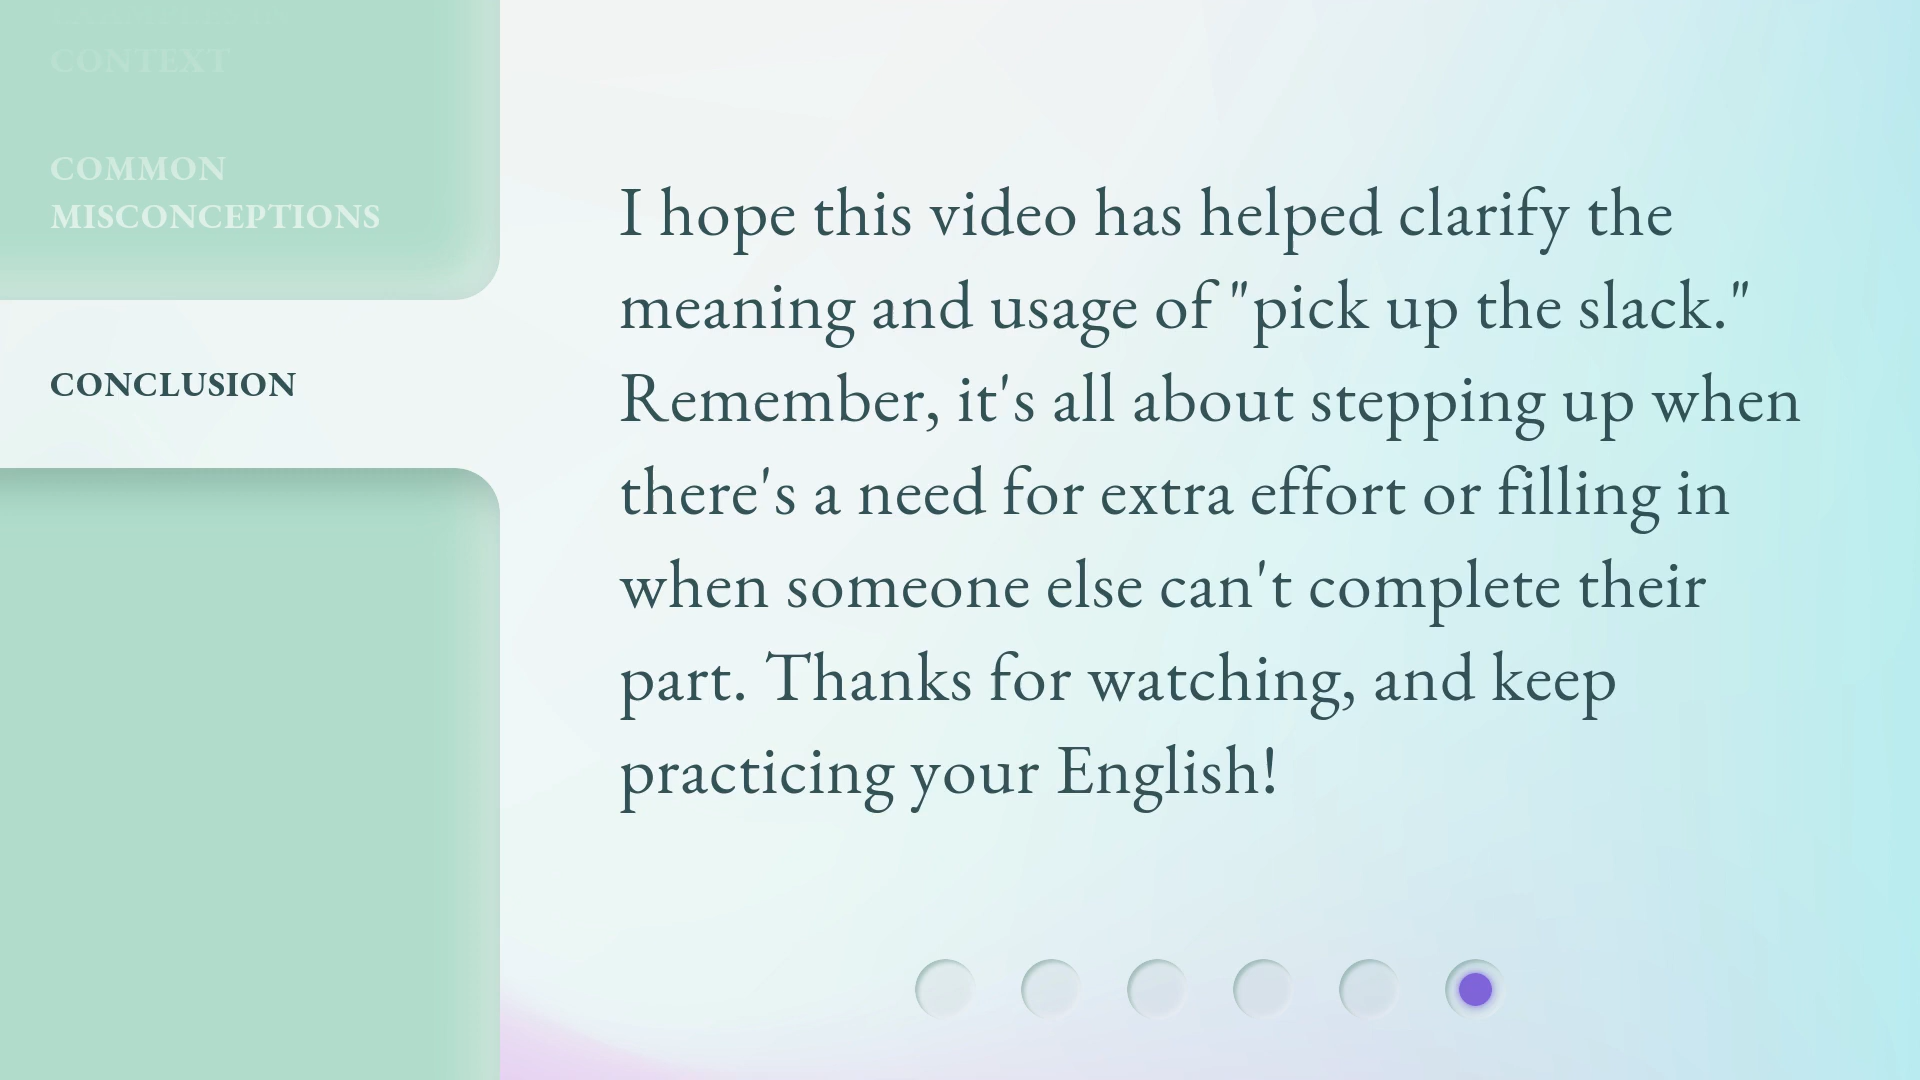 CONTEXT
COMMON
MISCONCEPTIONS
CONCLUSION
I hope this video has helped clarify the
meaning and usage of "pick up the slack."
Remember, it's all about stepping up when
there's a need for extra effort or filling in
when someone else can't complete their
part. Thanks for watching, and keep
practicing your English!